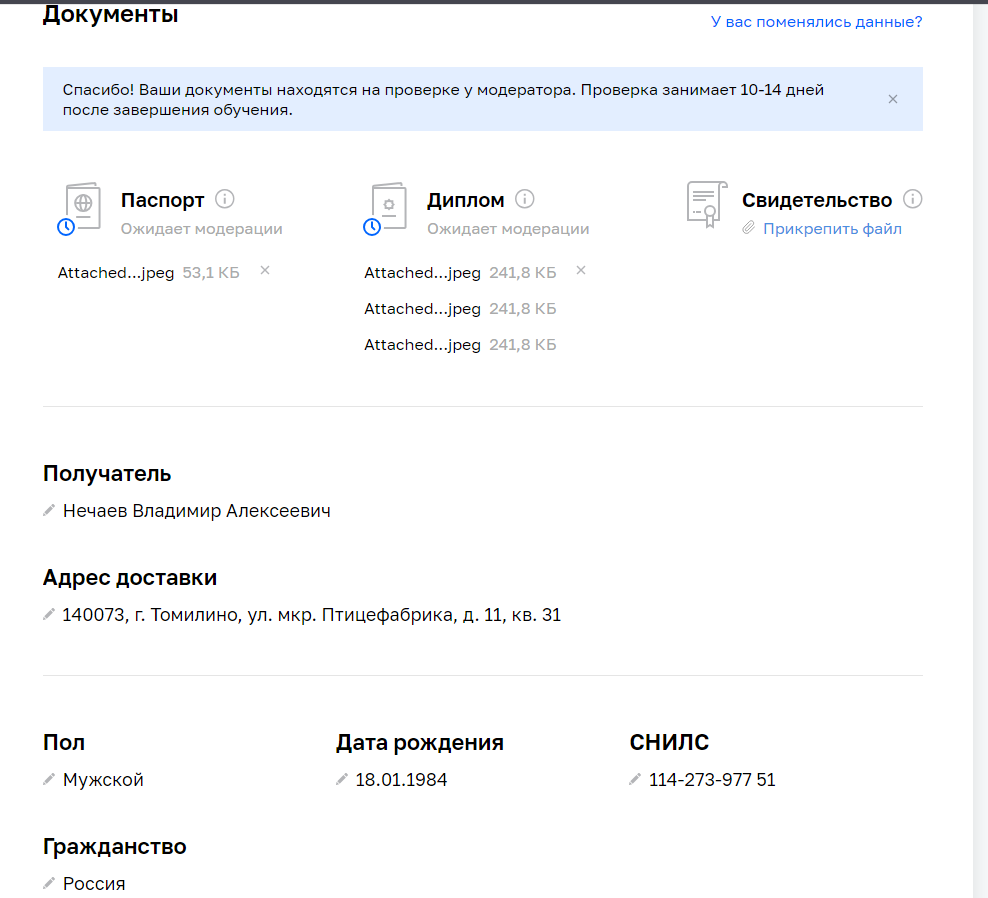 Документы
У вас поменялись данные?
Спасибо! Ваши документы находятся на проверке у модератора. Проверка занимает 10-14 дней
после завершения обучения.
Паспорт
Ожидает модерации
Attached...jpeg 53,1 КБ
Диплом
Ожидает модерации
Attached...jpeg 241,8 КБ
Attached...jpeg 241,8 КБ
Attached...jpeg 241,8 КБ
Свидетельство
Прикрепить файл
Получатель
Нечаев Владимир Алексеевич
Адрес доставки
140073, г. Томилино, ул. мкр. Птицефабрика, д. 11, кв. 31
Пол
Мужской
Дата рождения
18.01.1984
СНИЛС
114-273-977 51
Гражданство
Россия